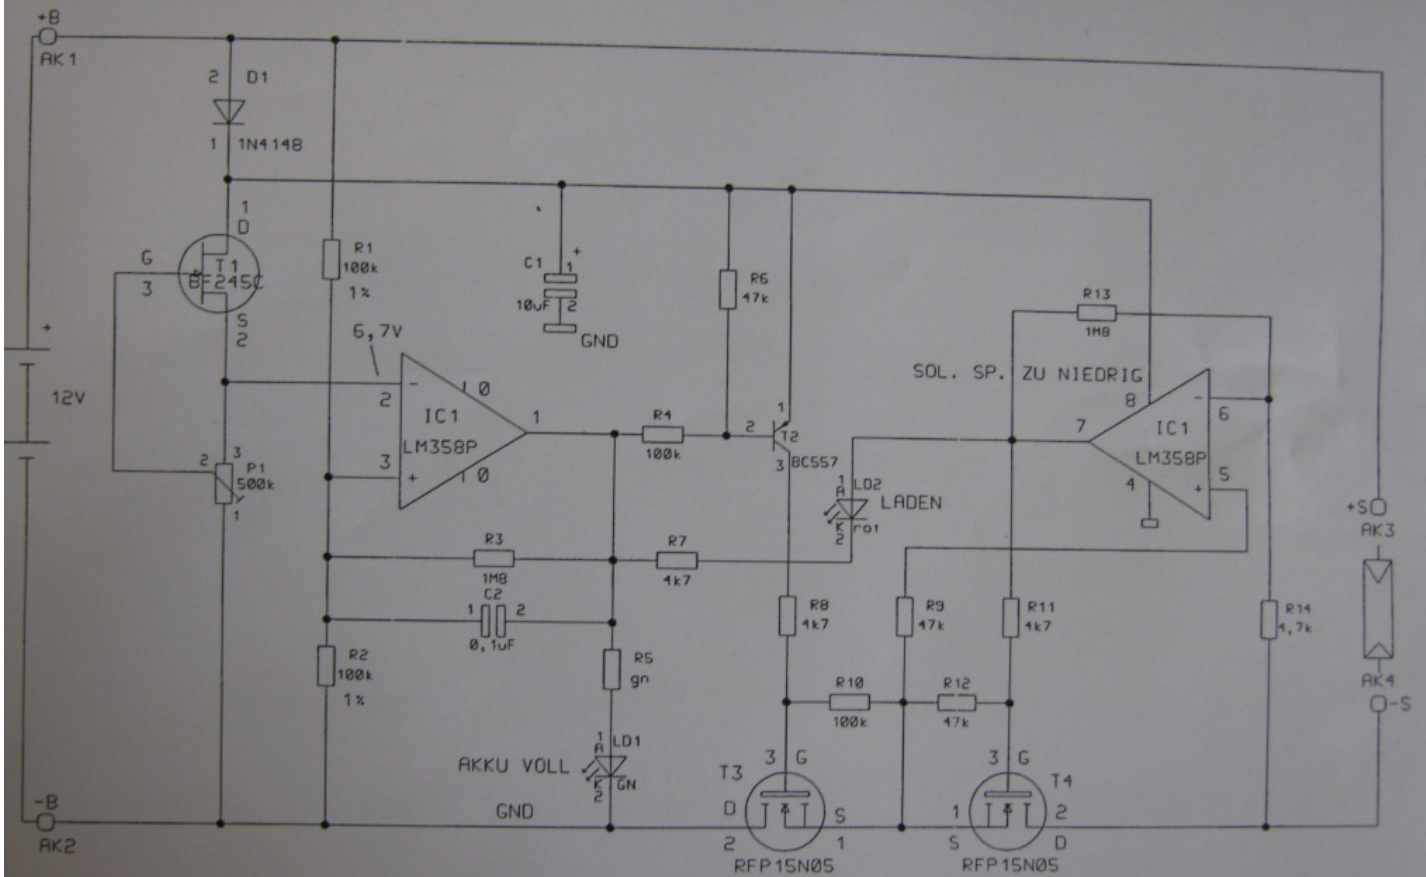 +B
AK1
2 D1
1 1N4148
1
D
G
3
T1
BF245C
S
2
R1
100k
1%
6,7V
+
12V
2
-
0
IC1
LM358P
1
3
+
0
C1
1
+
10uF
2
GND
R6
47k
R4
100k
2
1
T2
3
BC557
R13
1M8
SOL. SP. ZU NIEDRIG
8
7
-
6
IC1
LM358P
4
+
5
1
A
LD2
LADEN
K
rot
2
2
3
P1
500k
1
R3
1M8
C2
1
2
0,1uF
R7
4k7
R2
100k
1%
R5
gn
R8
4k7
R9
47k
R11
4k7
R14
4,7k
+S
AK3
AK4
-S
R10
100k
R12
47k
AKKU VOLL
1
A
LD1
K
GN
2
-B
AK2
GND
T3
3 G
D
2
S
1
RFP15N05
3 G
T4
1
S
2
D
RFP15N05